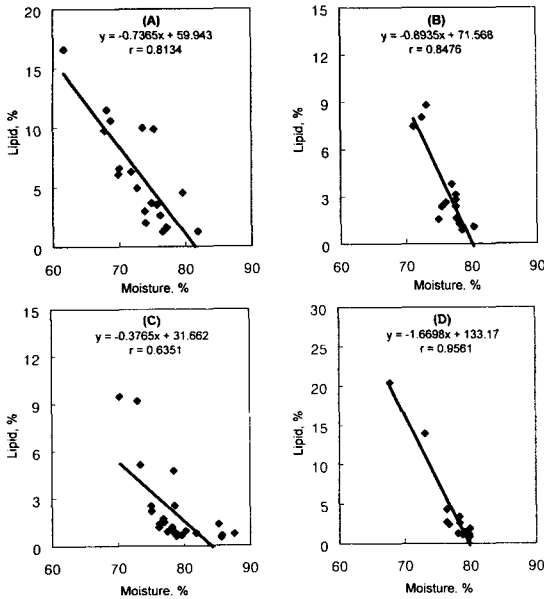 (A)
y = -0.7365x + 59.943
r = 0.8134
20
15
10
5
0
Lipid, %
60 70 80 90
Moisture, %
(B)
y = -0.8935x + 71.568
r = 0.8476
15
12
9
6
3
0
Lipid, %
60 70 80 90
Moisture, %
(C)
y = -0.3765x + 31.662
r = 0.6351
15
12
9
6
3
0
Lipid, %
60 70 80 90
Moisture, %
(D)
y = -1.6698x + 133.17
r = 0.9561
30
25
20
15
10
5
0
Lipid, %
60 70 80 90
Moisture, %